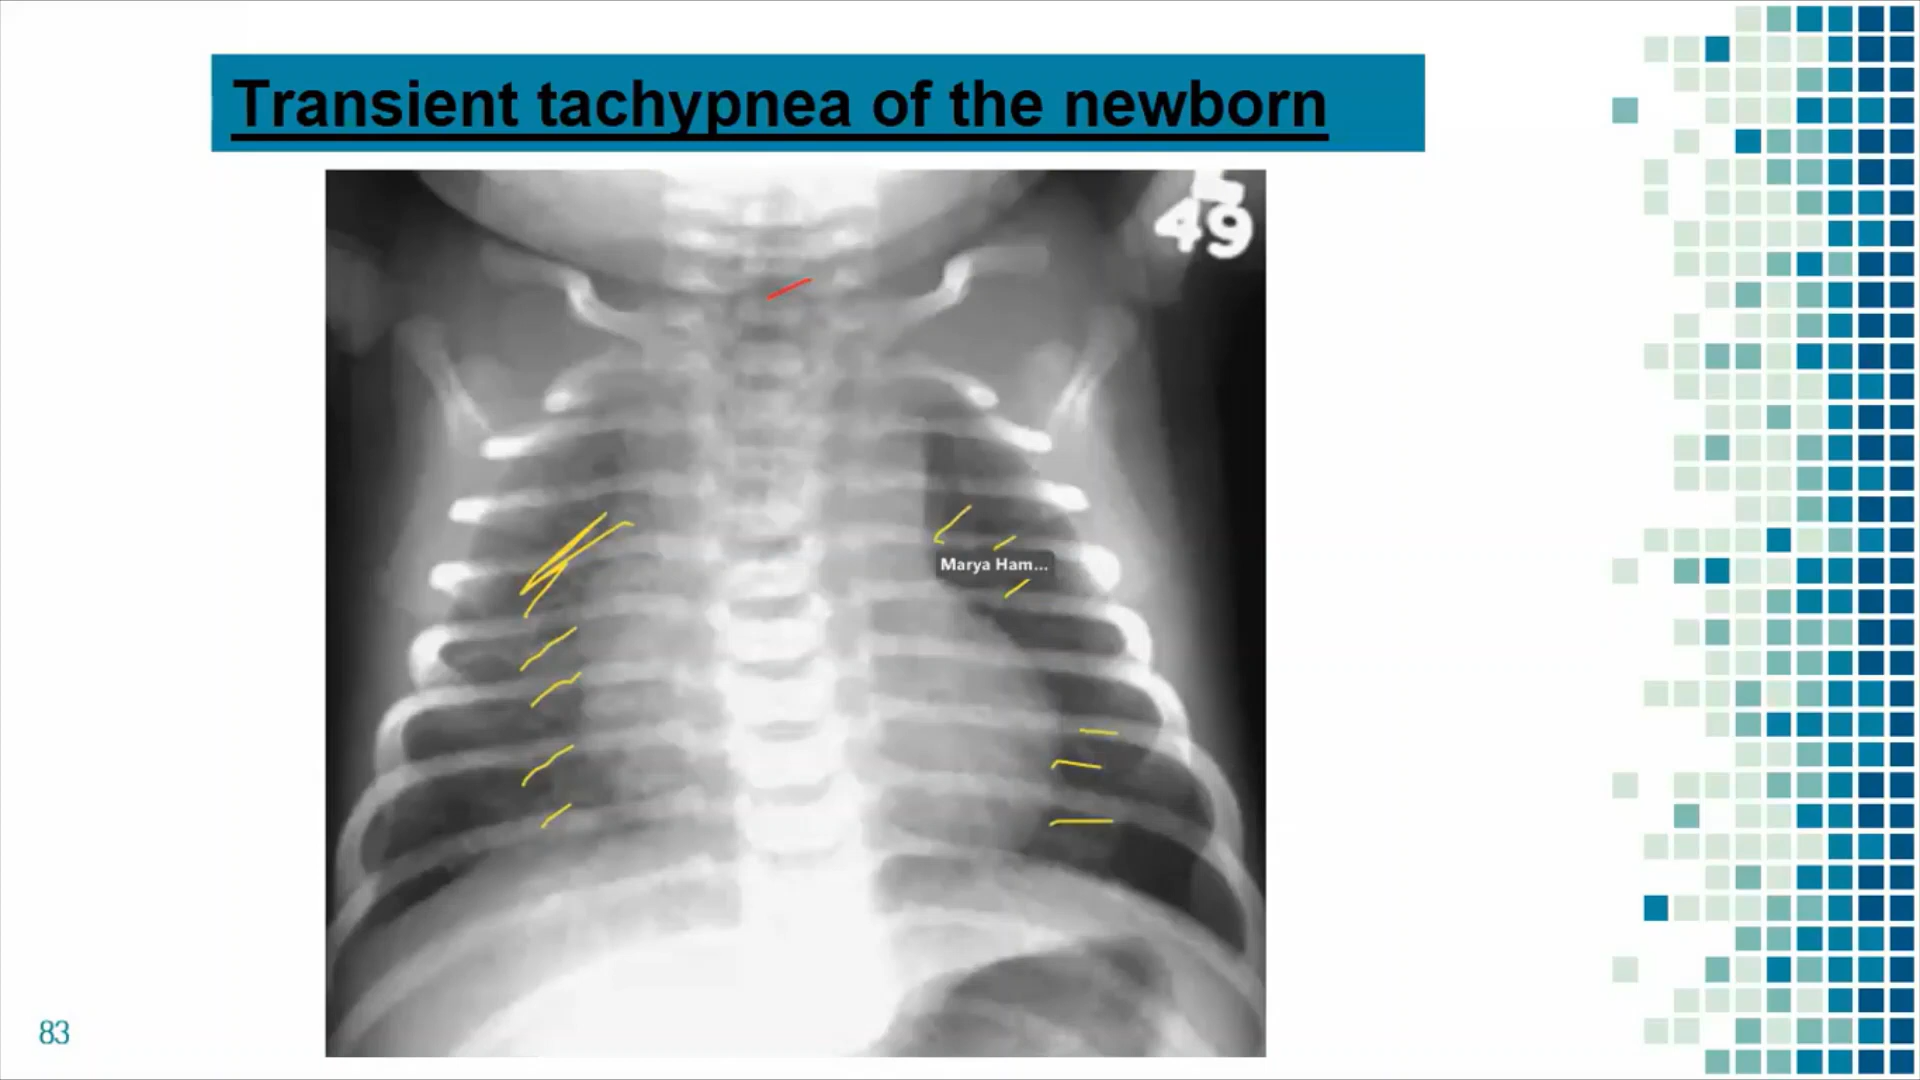 Transient tachypnea of the newborn
49
Marya Ham...
83